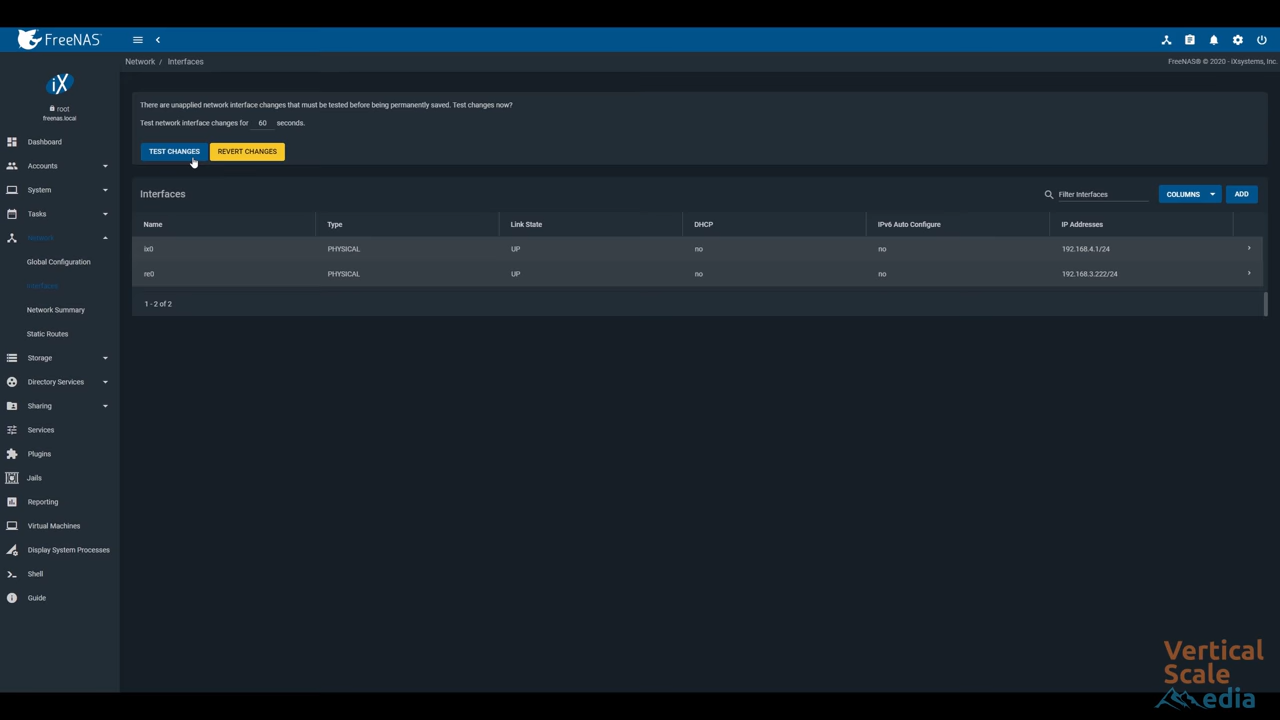 FreeNAS
Network / Interfaces
FreeNAS® © 2020 - iXsystems, Inc.
iX
root
freenas.local
Dashboard
Accounts
System
Tasks
Network
Global Configuration
Interfaces
Network Summary
Static Routes
Storage
Directory Services
Sharing
Services
Plugins
Jails
Reporting
Virtual Machines
Display System Processes
Shell
Guide
There are unapplied network interface changes that must be tested before being permanently saved. Test changes now?
Test network interface changes for 60 seconds.
TEST CHANGES REVERT CHANGES
Interfaces Filter Interfaces COLUMNS ADD
Name Type Link State DHCP IPv6 Auto Configure IP Addresses
ix0 PHYSICAL UP no no 192.168.4.1/24
re0 PHYSICAL UP no no 192.168.3.222/24
1 - 2 of 2
Vertical
Scale
Media